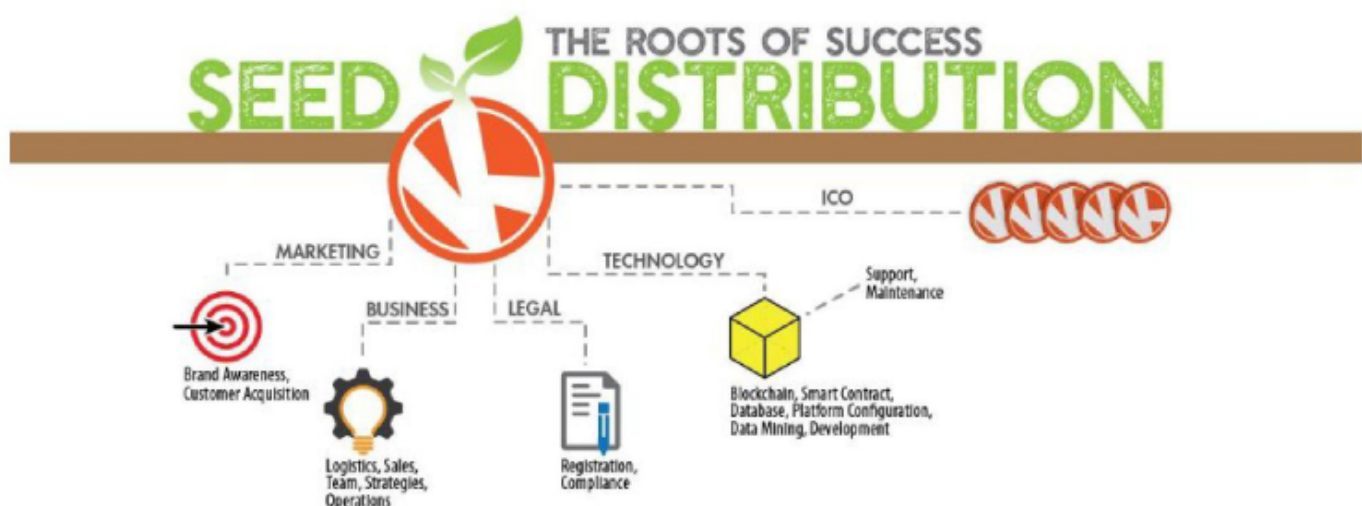 THE ROOTS OF SUCCESS
SEED DISTRIBUTION
ICO
MARKETING
TECHNOLOGY
Support,
Maintenance
BUSINESS
LEGAL
Brand Awareness,
Customer Acquisition
Blockchain, Smart Contract,
Database, Platform Configuration,
Data Mining, Development
Logistics, Sales,
Team, Strategies,
Operations
Registration,
Compliance